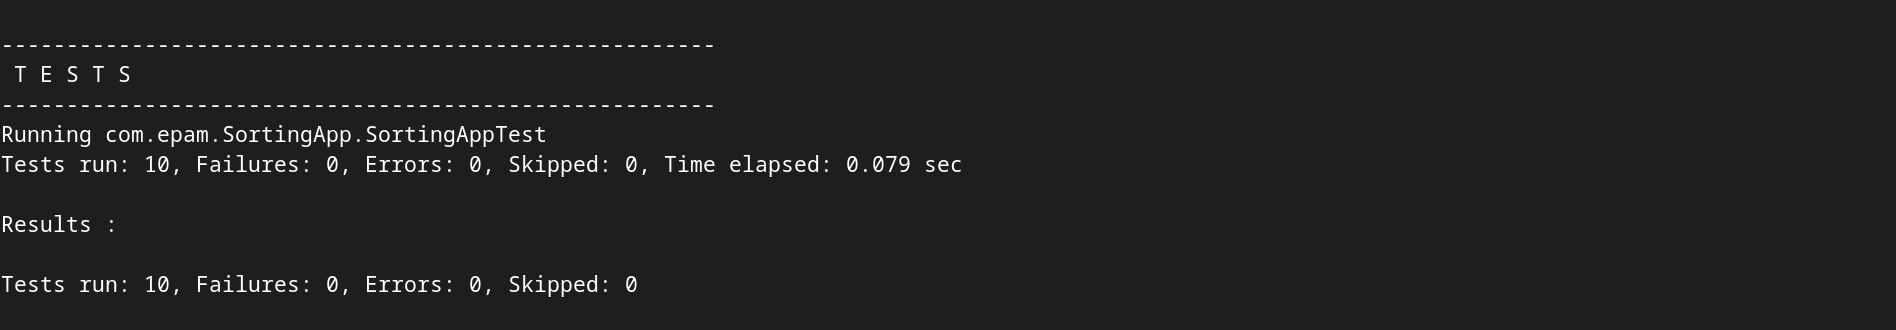 -------------------------------------------------------
 T E S T S
-------------------------------------------------------
Running com.epam.SortingApp.SortingAppTest
Tests run: 10, Failures: 0, Errors: 0, Skipped: 0, Time elapsed: 0.079 sec

Results :

Tests run: 10, Failures: 0, Errors: 0, Skipped: 0